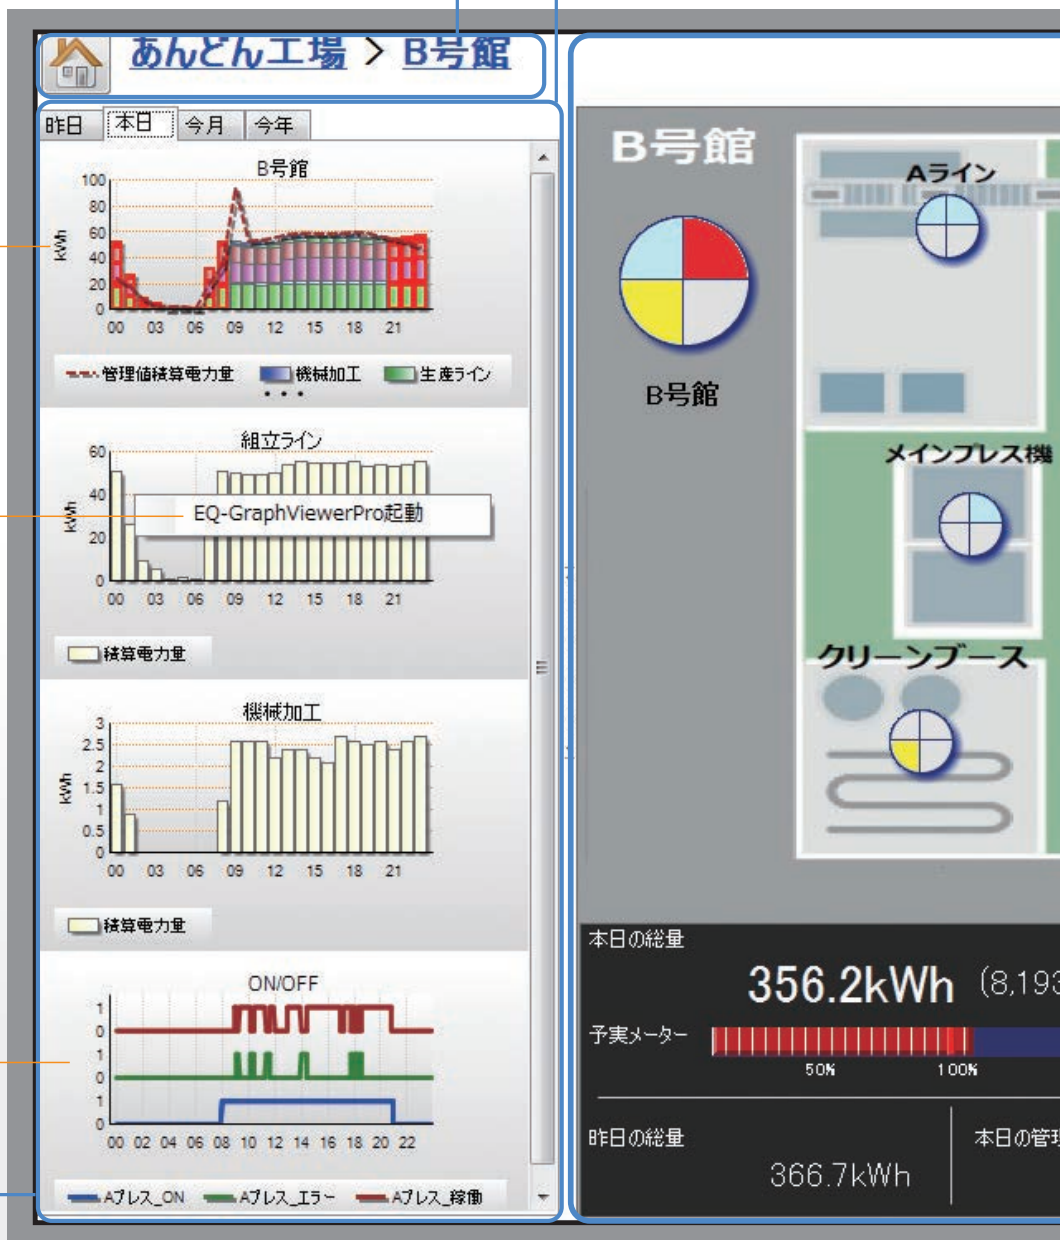 あんどん工場 > B号館
昨日 本日 今月 今年
B号館
100
80
60
40
20
0
kWh
00 03 06 09 12 15 18 21
管理値積算電力量 機械加工 生産ライン
• • •
組立ライン
60
40
20
0
kWh
EQ-GraphViewerPro起動
00 03 06 09 12 15 18 21
積算電力量
機械加工
3
2.5
2
1.5
1
0.5
0
kWh
00 03 06 09 12 15 18 21
積算電力量
ON/OFF
1
0
1
0
1
0
00 02 04 06 08 10 12 14 16 18 20 22
Aプレス_ON Aプレス_エラー Aプレス_稼働
B号館
B号館
Aライン
メインプレス機
クリーンブース
本日の総量
356.2kWh (8,193
予実メーター
50% 100%
昨日の総量
366.7kWh
本日の管理